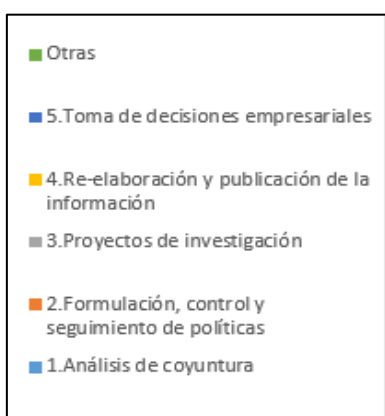 Otras
5.Toma de decisiones empresariales
4.Re-elaboración y publicación de la
información
3.Proyectos de investigación
2.Formulación, control y
seguimiento de políticas
1.Análisis de coyuntura